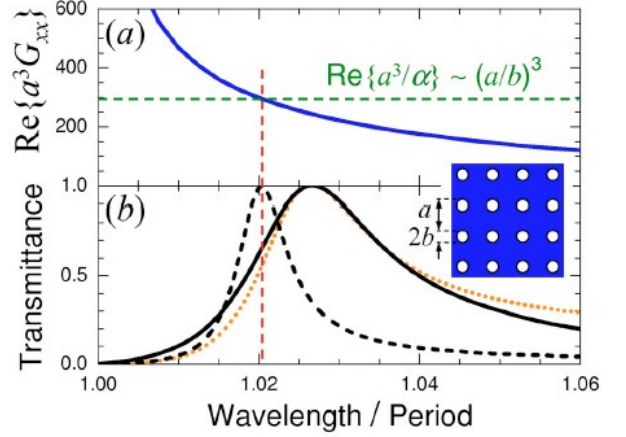 600
400
200
Re{a³Gₓₓ}
(a)
Re{a³/α} ~ (a/b)³
1.0
0.5
0.0
Transmittance
(b)
a
2b
1.00
1.02
1.04
1.06
Wavelength / Period